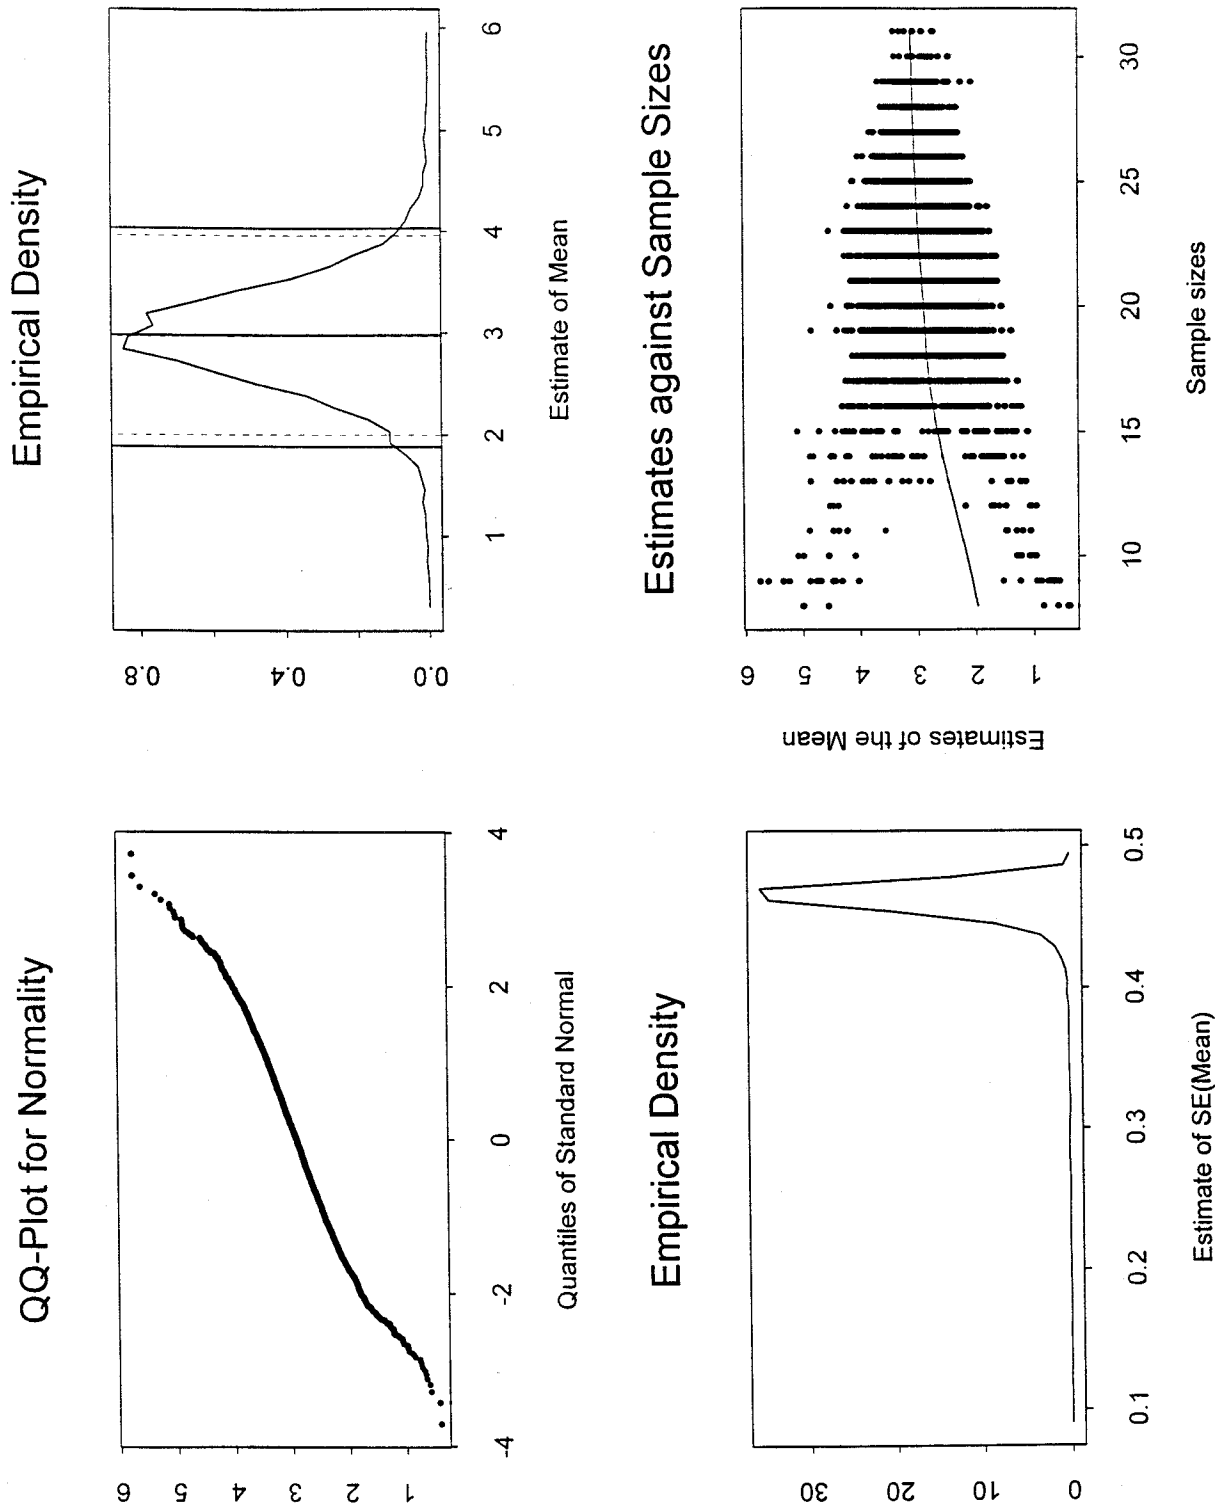 QQ-Plot for Normality
6
5
4
3
2
1
-4 -2 0 2 4
Quantiles of Standard Normal
Empirical Density
0.8
0.4
0.0
1 2 3 4 5 6
Estimate of Mean
Empirical Density
30
20
10
0
0.1 0.2 0.3 0.4 0.5
Estimate of SE(Mean)
Estimates against Sample Sizes
Estimates of the Mean
6
5
4
3
2
1
10 15 20 25 30
Sample sizes